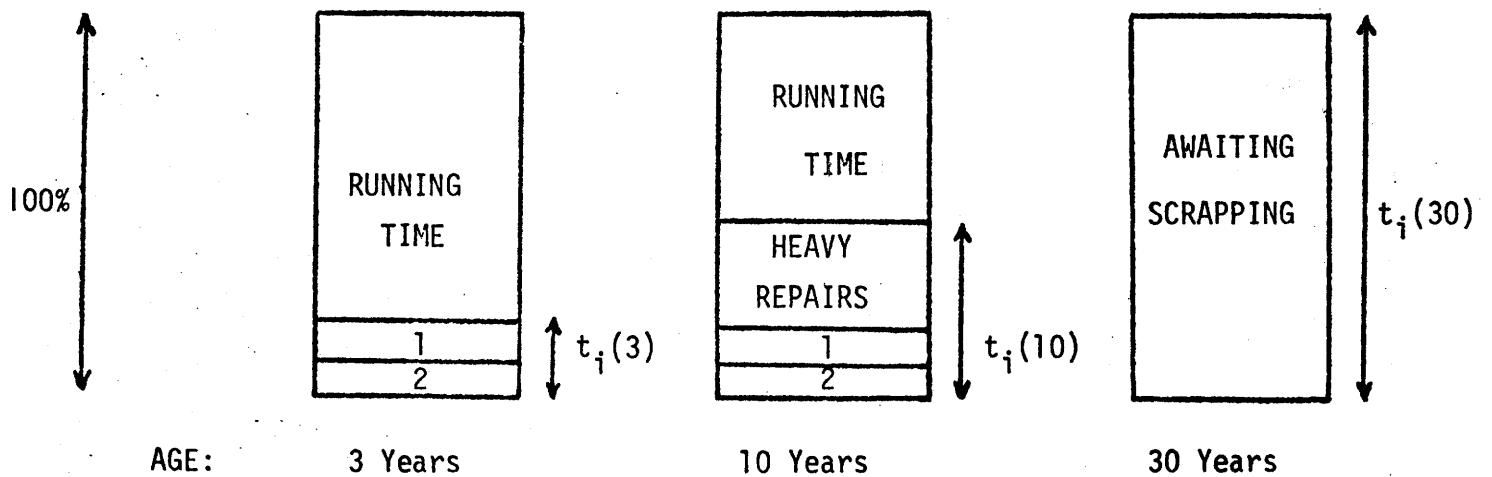 100%
RUNNING
TIME
1
2
t_i(3)
RUNNING
TIME
HEAVY
REPAIRS
1
2
t_i(10)
AWAITING
SCRAPPING
t_i(30)
AGE: 3 Years 10 Years 30 Years